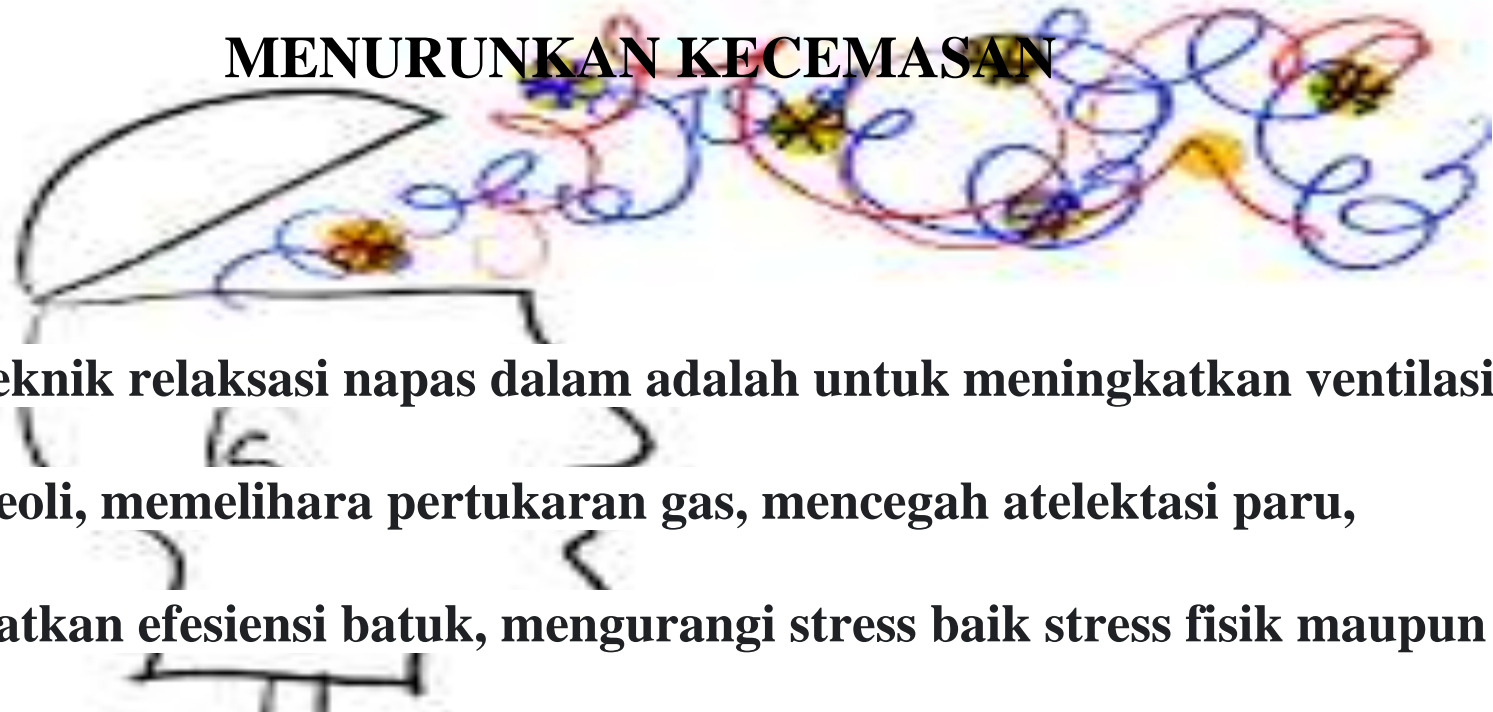 MENURUNKAN KECEMASAN
eknik relaksasi napas dalam adalah untuk meningkatkan ventilasi
eoli, memelihara pertukaran gas, mencegah atelektasi paru,
atkan efesiensi batuk, mengurangi stress baik stress fisik maupun